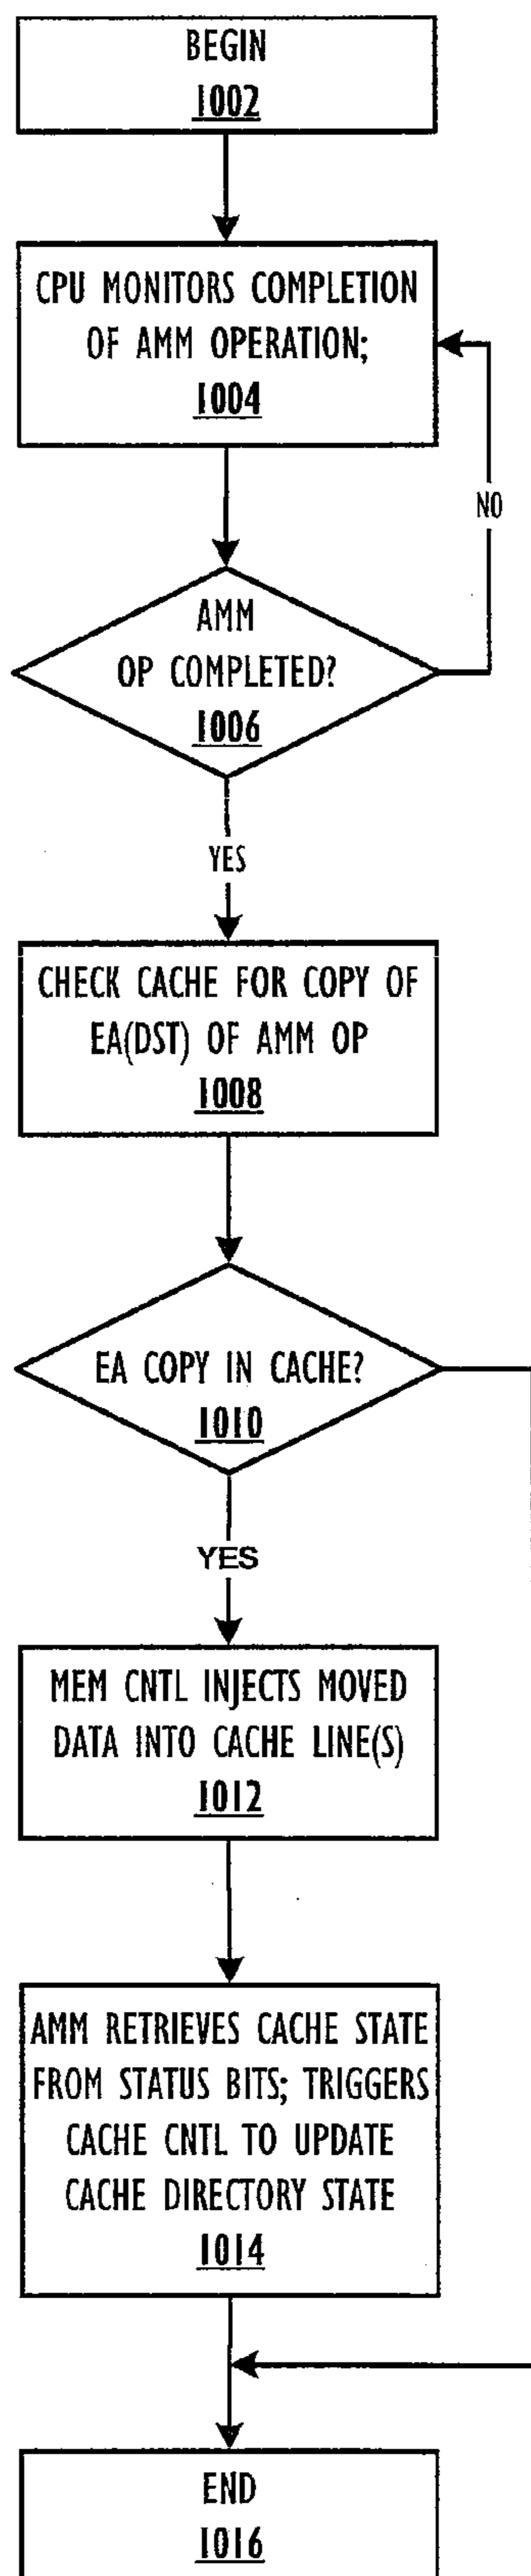 BEGIN
1002
CPU MONITORS COMPLETION
OF AMM OPERATION;
1004
NO
AMM
OP COMPLETED?
1006
YES
CHECK CACHE FOR COPY OF
EA(DST) OF AMM OP
1008
EA COPY IN CACHE?
1010
YES
MEM CNTL INJECTS MOVED
DATA INTO CACHE LINE(S)
1012
AMM RETRIEVES CACHE STATE
FROM STATUS BITS; TRIGGERS
CACHE CNTL TO UPDATE
CACHE DIRECTORY STATE
1014
END
1016